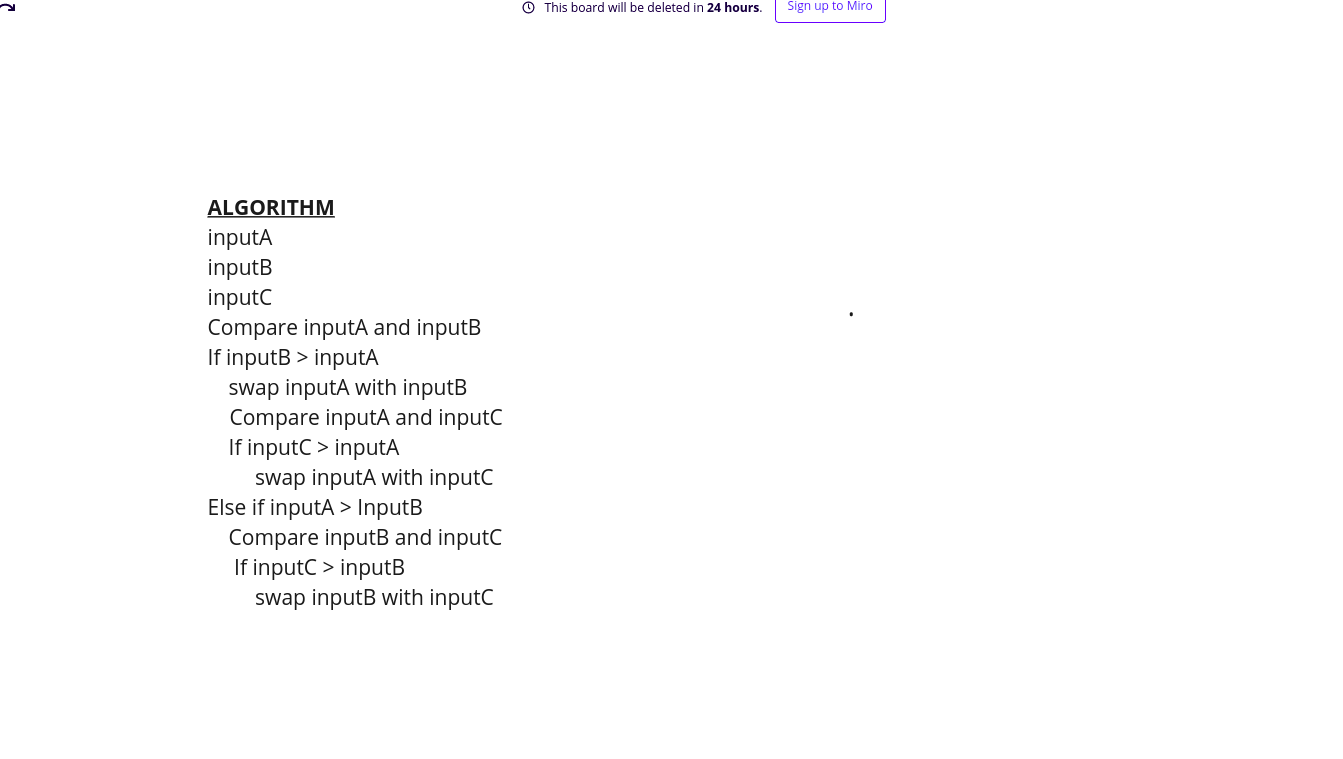 This board will be deleted in 24 hours. Sign up to Miro
ALGORITHM
inputA
inputB
inputC
Compare inputA and inputB
If inputB > inputA
swap inputA with inputB
Compare inputA and inputC
If inputC > inputA
swap inputA with inputC
Else if inputA > InputB
Compare inputB and inputC
If inputC > inputB
swap inputB with inputC